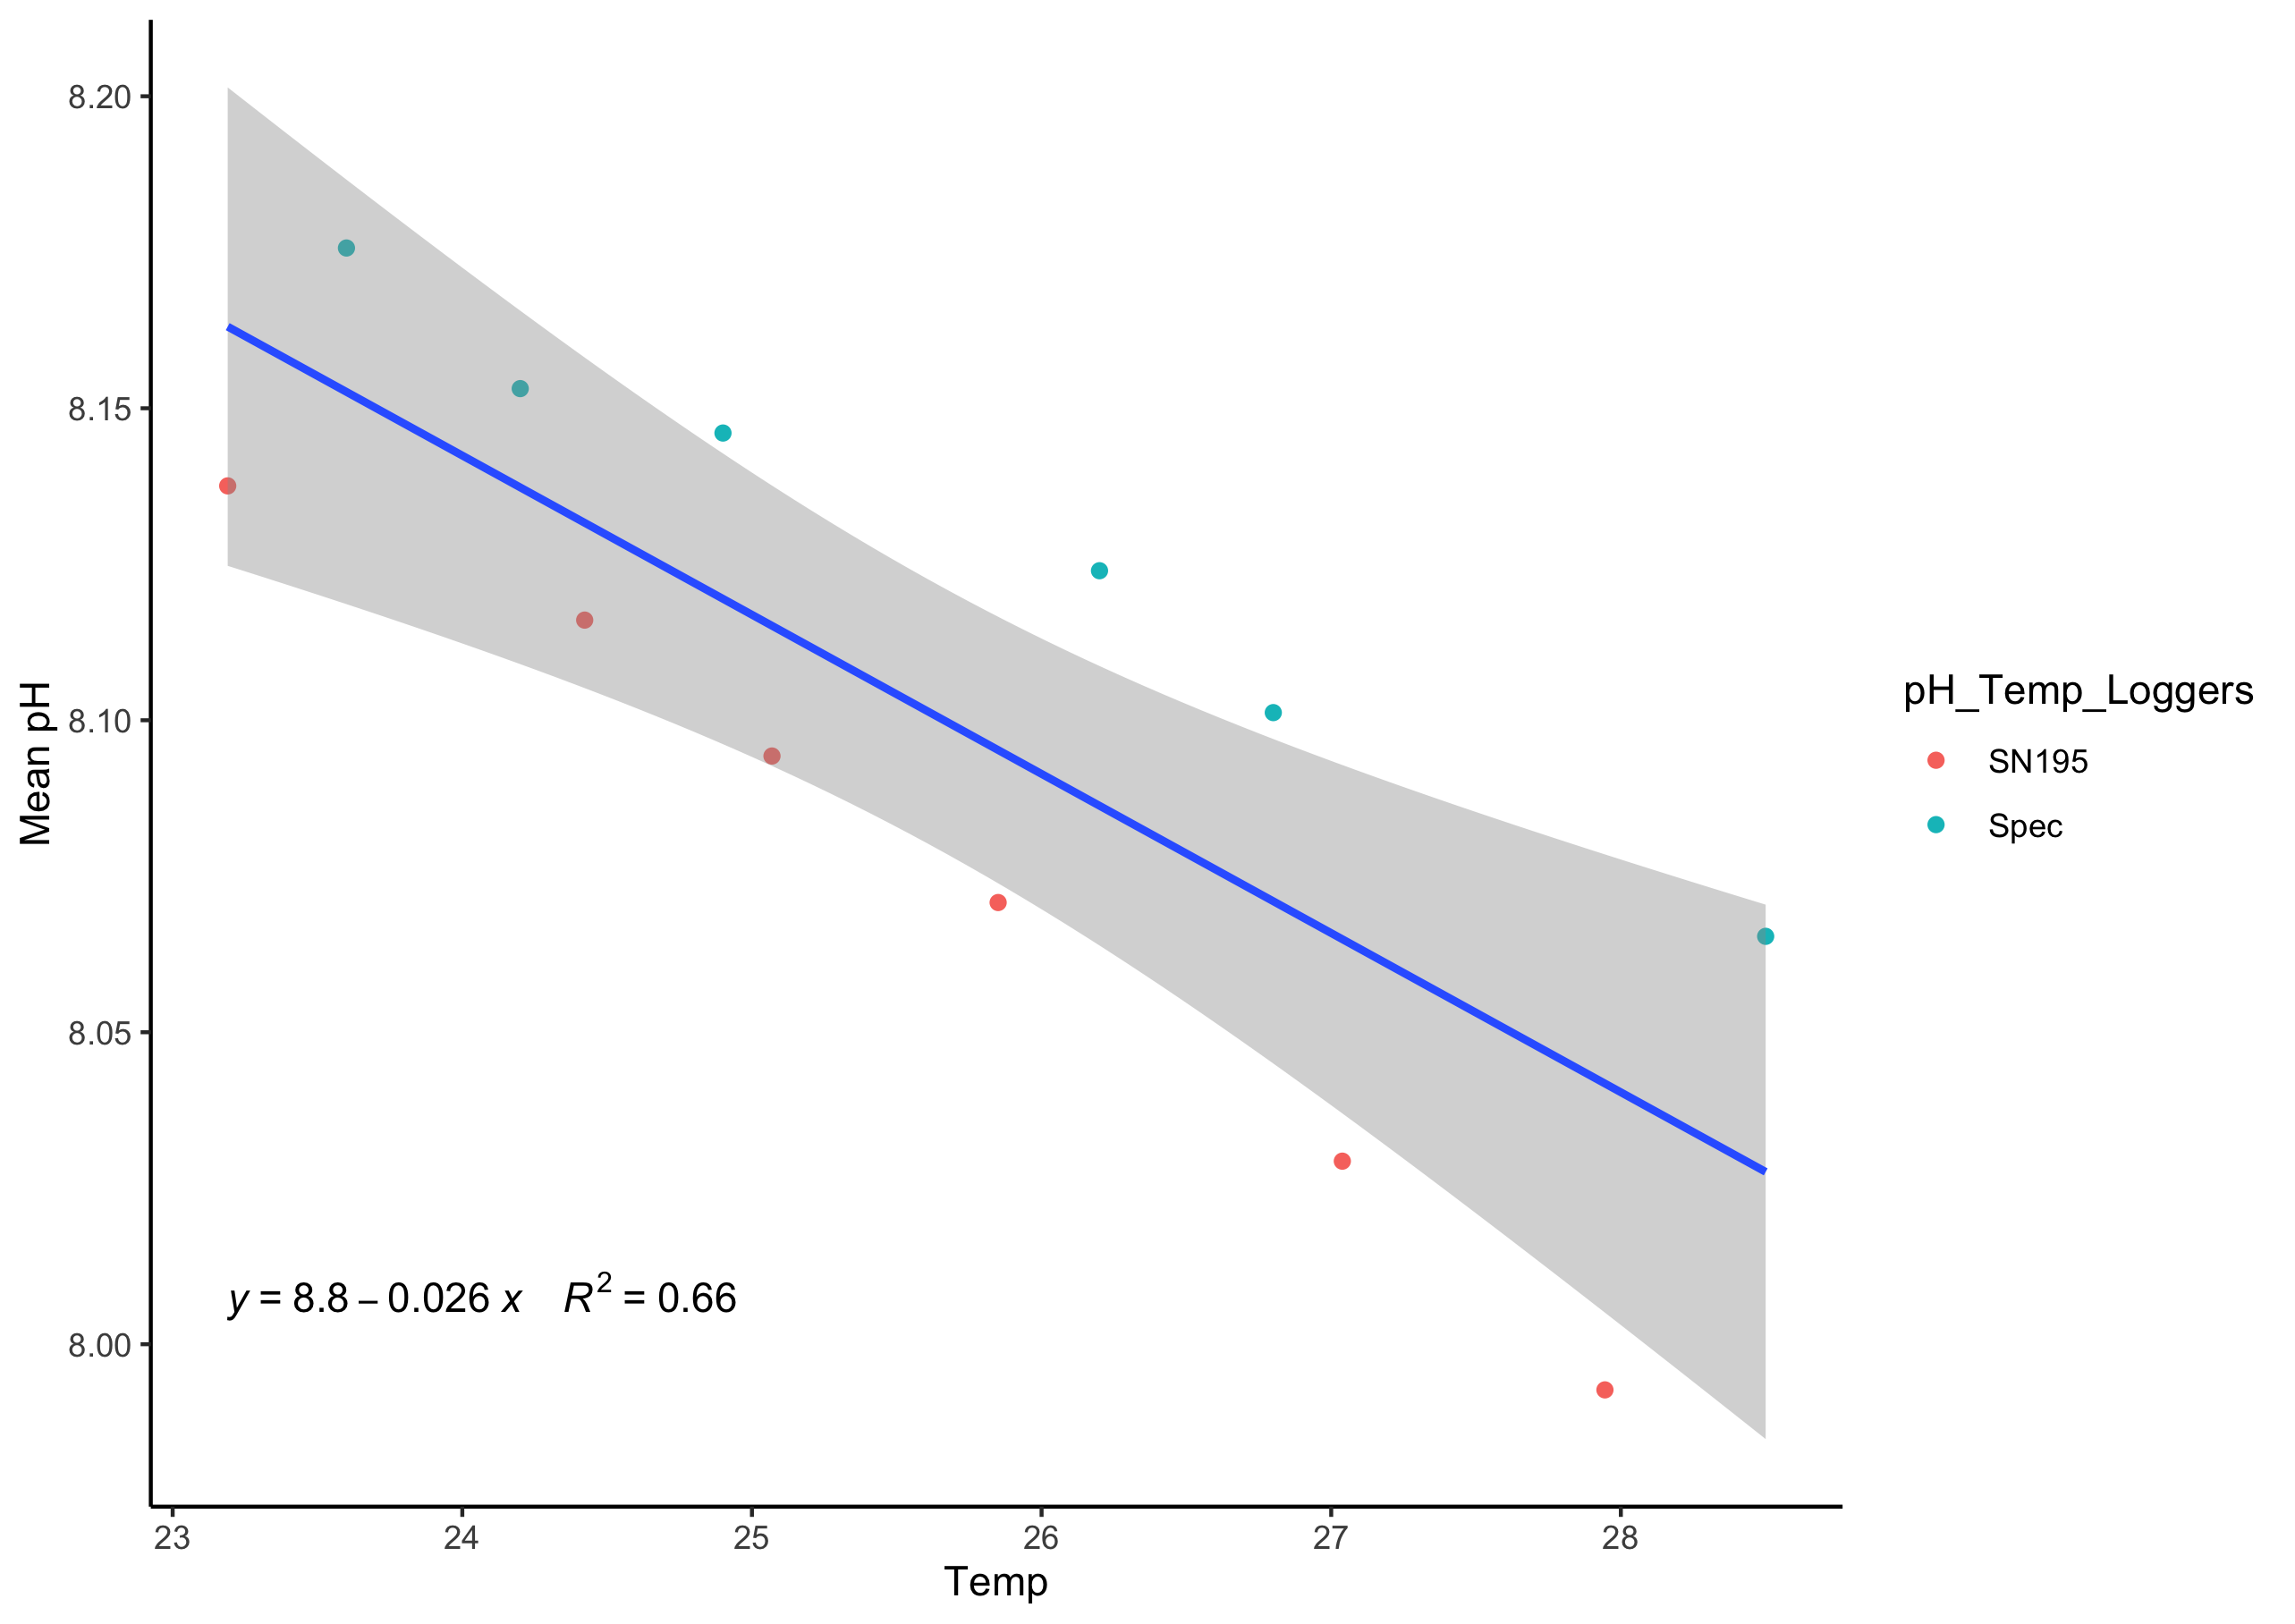 8.20
8.15
8.10
8.05
8.00
Mean pH
y = 8.8 – 0.026 x R² = 0.66
23 24 25 26 27 28
Temp
pH_Temp_Loggers
SN195
Spec